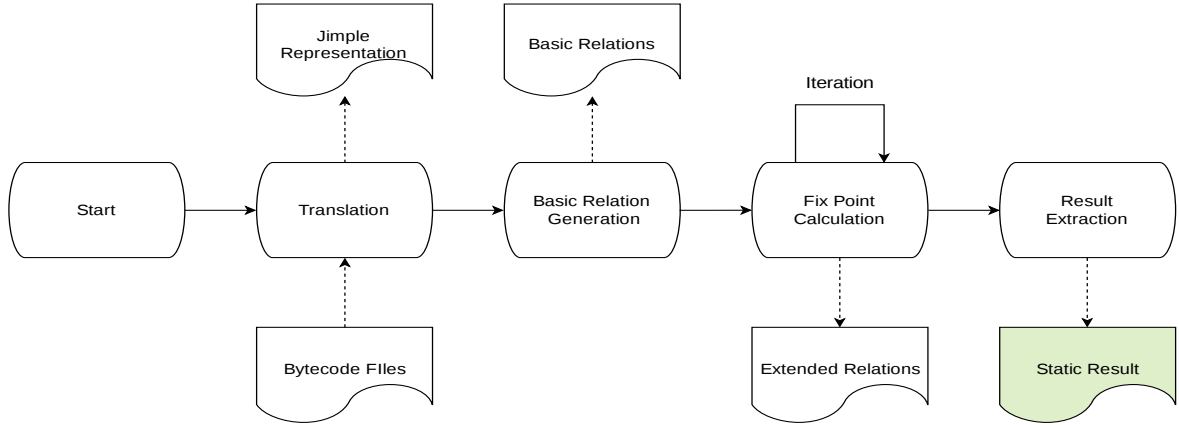 Jimple
Representation
Basic Relations
Iteration
Start
Translation
Basic Relation
Generation
Fix Point
Calculation
Result
Extraction
Bytecode FIles
Extended Relations
Static Result